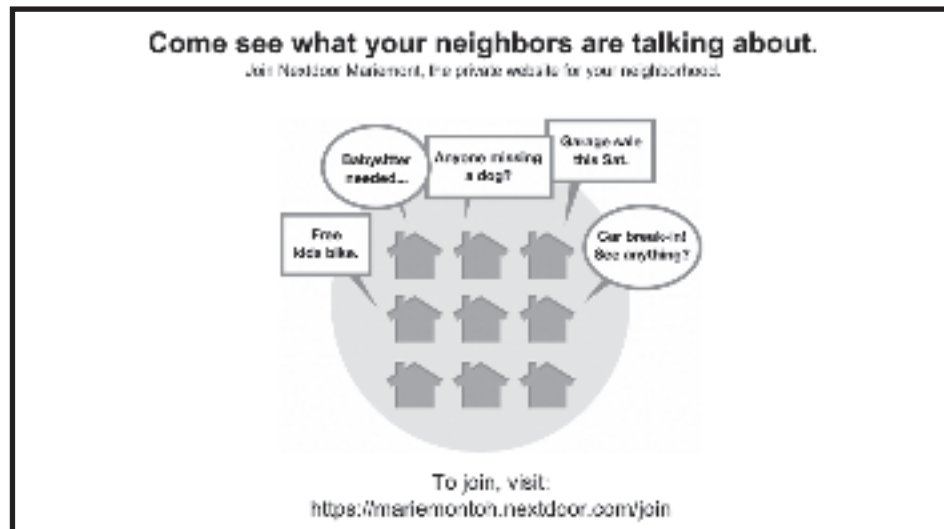 Come see what your neighbors are talking about.
Join Nextdoor Mariemont, the private website for your neighborhood.
Babysitter
needed...
Anyone missing
a dog?
Garage sale
this Sat.
Free
kids bike.
Car break-in!
See anything?
To join, visit:
https://mariemontoh.nextdoor.com/join